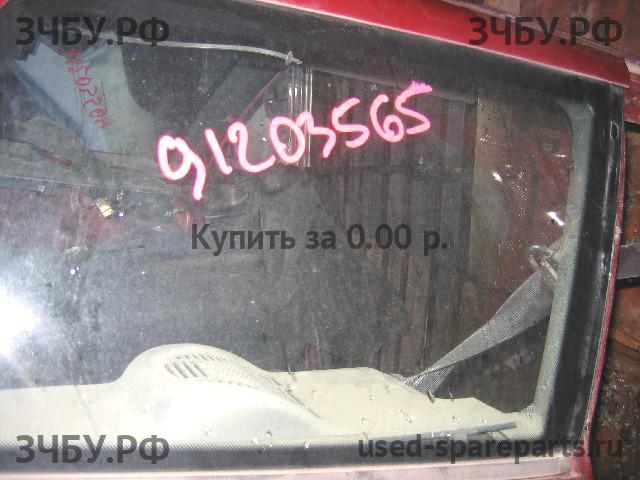 ЗЧБУ.РФ ЗЧБУ.РФ
91203565
Купить за 0.00 р.
ЗЧБУ.РФ used-spareparts.ru